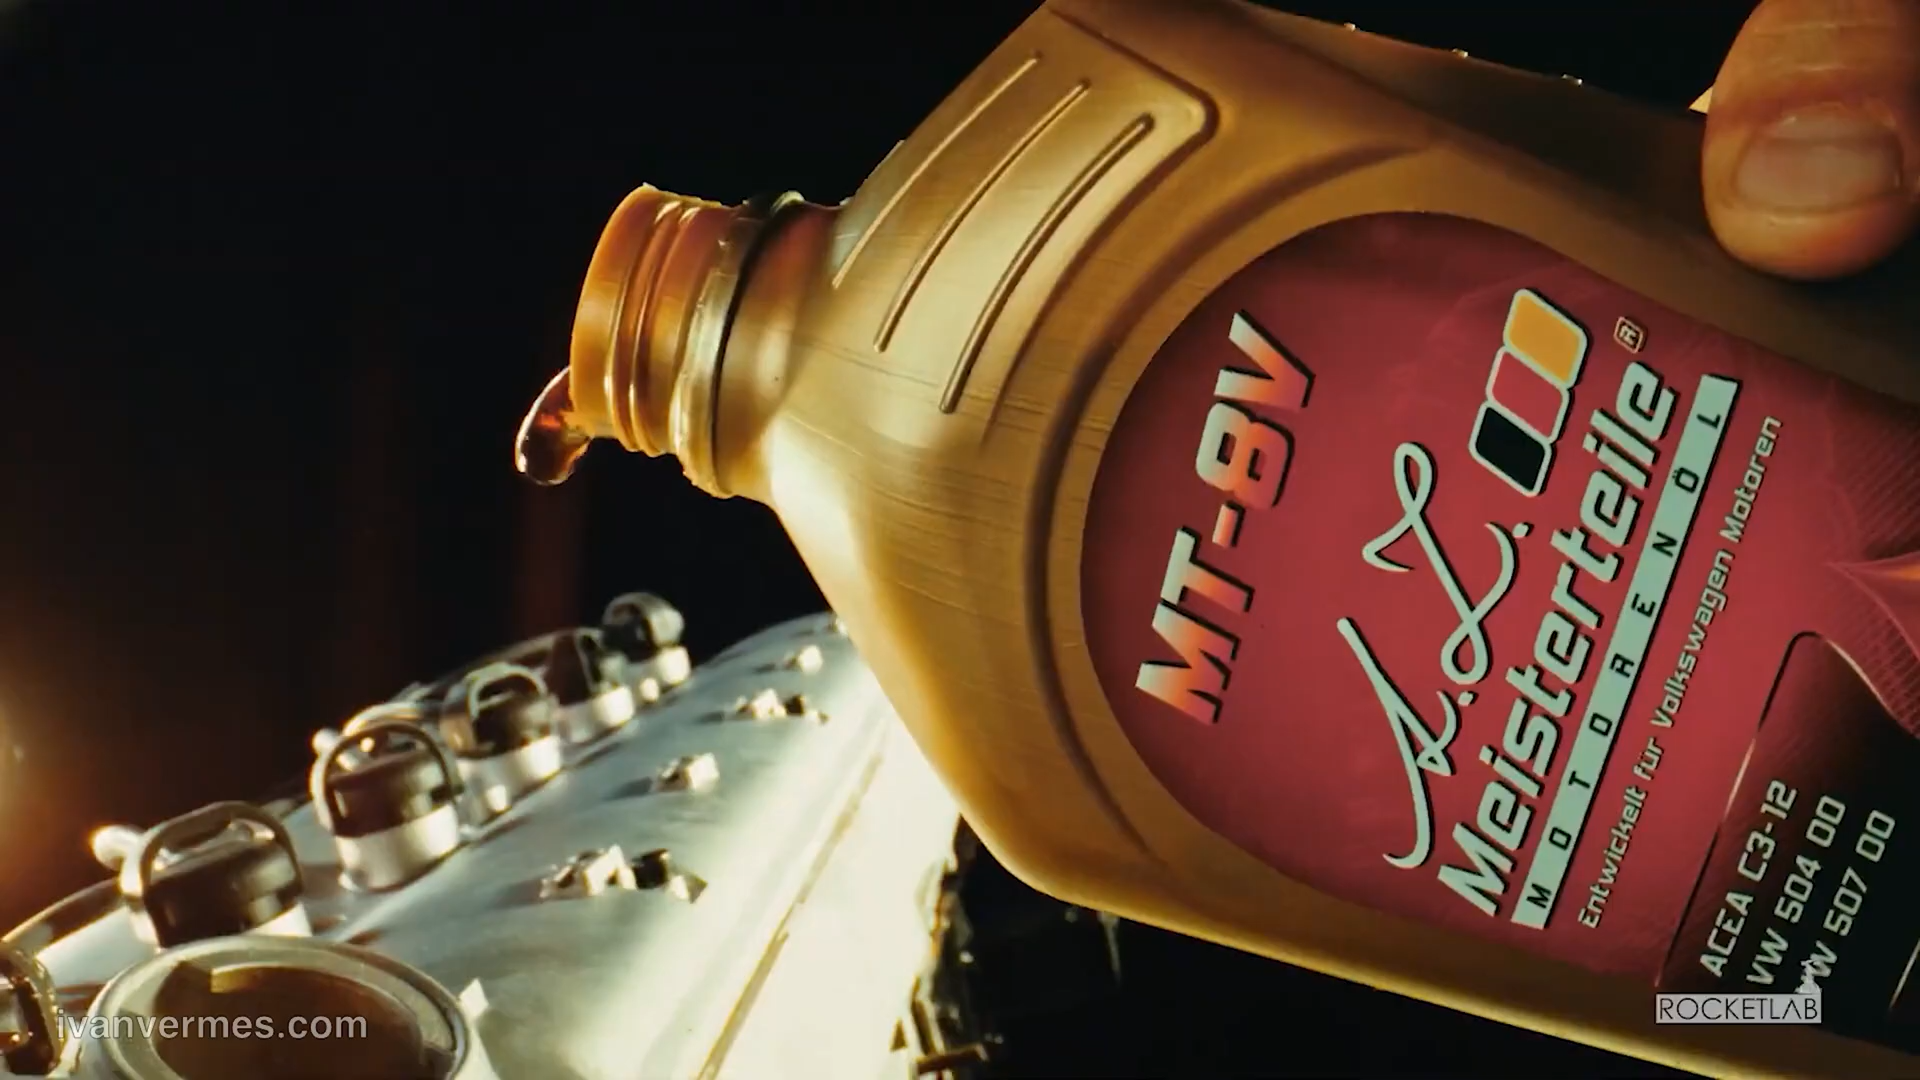 MT-8V
J.Z.
Meisterteile®
MOTORENÖL
Entwickelt für Volkswagen Motoren
ACEA C3-12
VW 504 00
VW 507 00
ivanvermes.com
ROCKETLAB